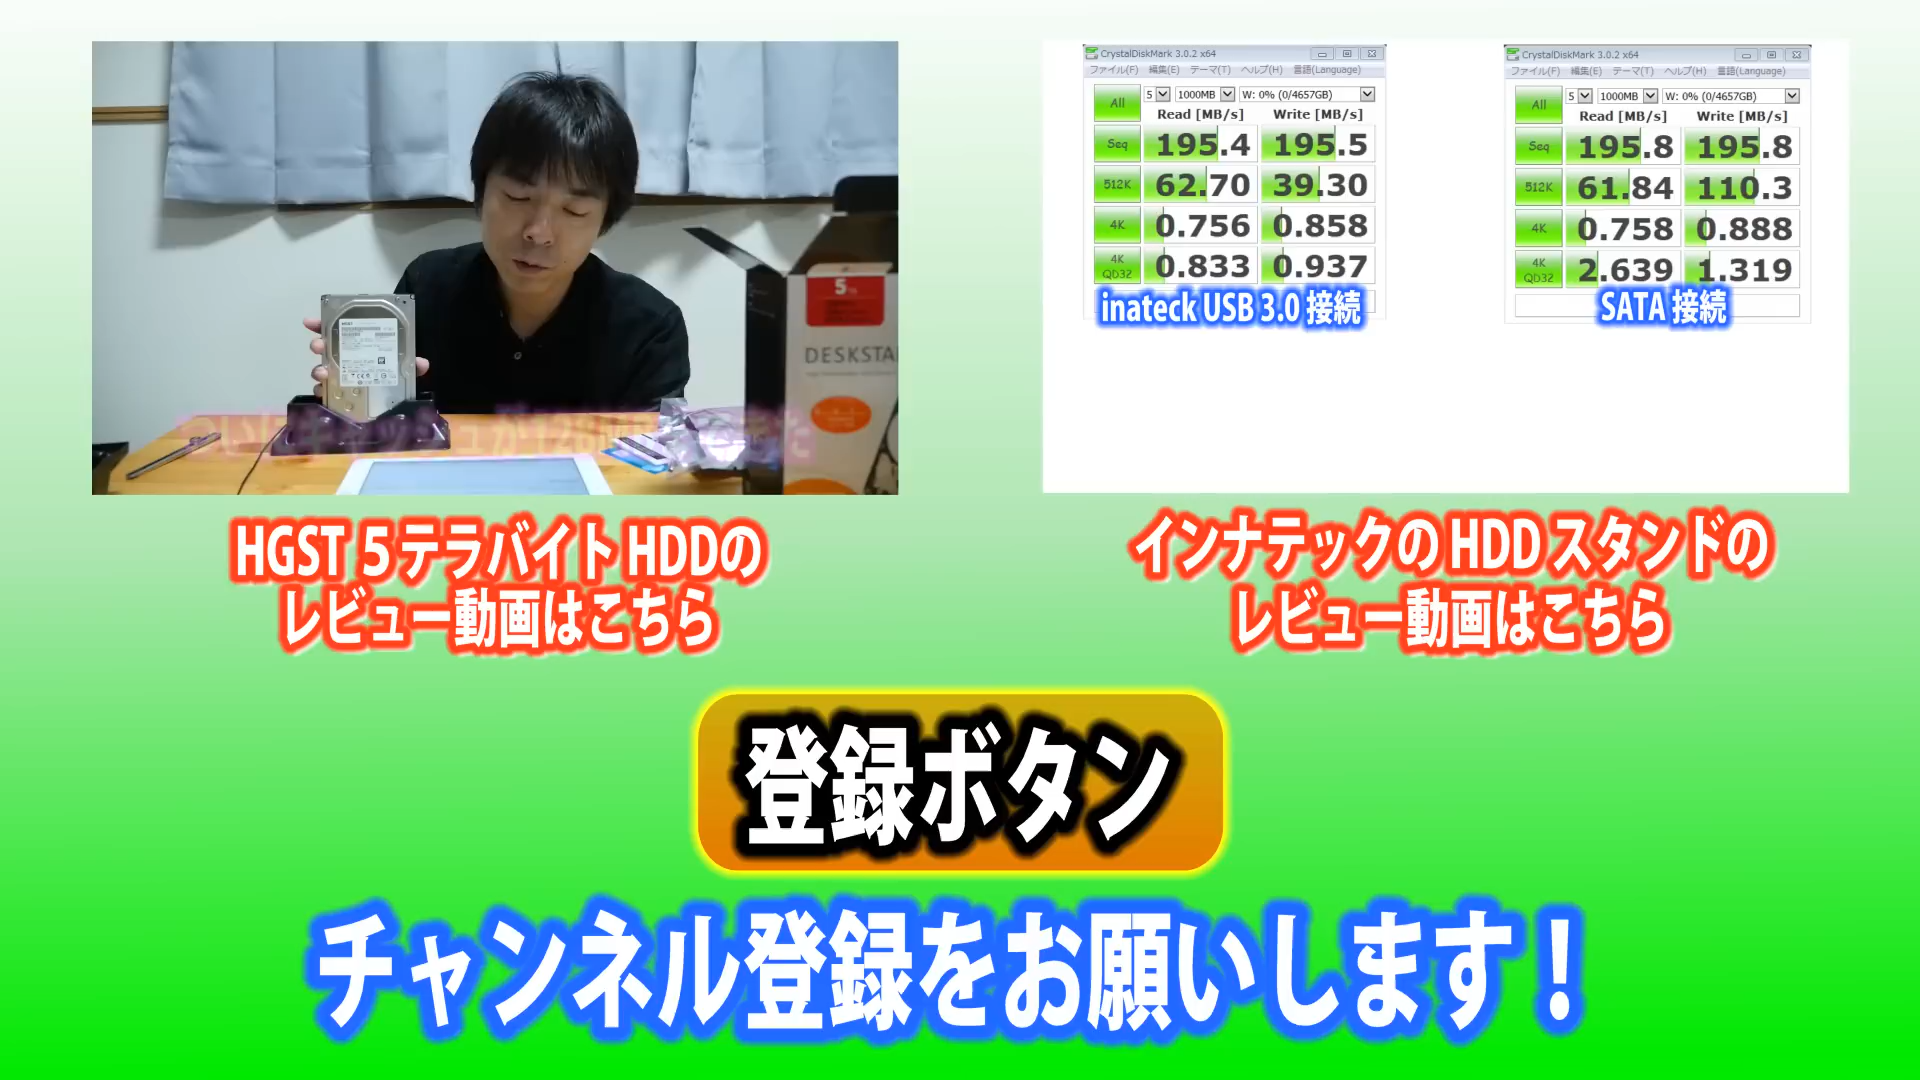 HGST
5
DESKSTA
CrystalDiskMark 3.0.2 x64
ファイル(F) 編集(E) テーマ(T) ヘルプ(H) 言語(Language)
All 5 1000MB W: 0% (0/4657GB)
Read [MB/s] Write [MB/s]
Seq 195.4 195.5
512K 62.70 39.30
4K 0.756 0.858
4K QD32 0.833 0.937
inateck USB 3.0 接続
CrystalDiskMark 3.0.2 x64
ファイル(F) 編集(E) テーマ(T) ヘルプ(H) 言語(Language)
All 5 1000MB W: 0% (0/4657GB)
Read [MB/s] Write [MB/s]
Seq 195.8 195.8
512K 61.84 110.3
4K 0.758 0.888
4K QD32 2.639 1.319
SATA 接続
HGST 5テラバイト HDDの
レビュー動画はこちら
インナテックの HDD スタンドの
レビュー動画はこちら
登録ボタン
チャンネル登録をお願いします！